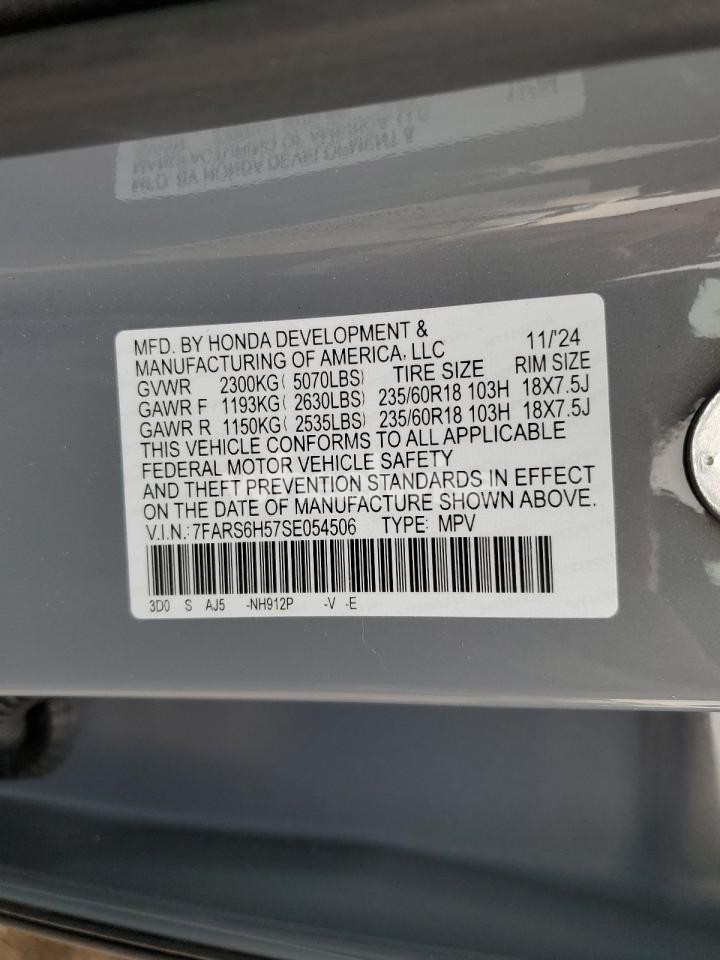 MFD. BY HONDA DEVELOPMENT & 11/'24
MANUFACTURING OF AMERICA, LLC
GVWR 2300KG( 5070LBS) TIRE SIZE RIM SIZE
GAWR F 1193KG( 2630LBS) 235/60R18 103H 18X7.5J
GAWR R 1150KG( 2535LBS) 235/60R18 103H 18X7.5J
THIS VEHICLE CONFORMS TO ALL APPLICABLE
FEDERAL MOTOR VEHICLE SAFETY
AND THEFT PREVENTION STANDARDS IN EFFECT
ON THE DATE OF MANUFACTURE SHOWN ABOVE.
V.I.N.:7FARS6H57SE054506 TYPE: MPV
3D0 S AJ5 -NH912P -V -E